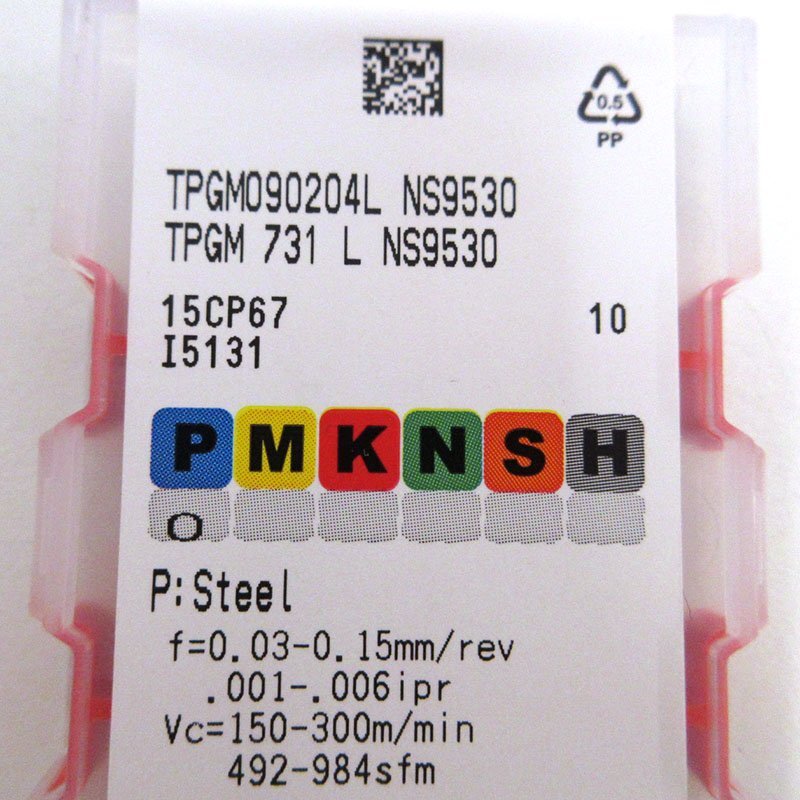 0.5
PP
TPGM090204L NS9530
TPGM 731 L NS9530
15CP67 10
I5131
P M K N S H
O
P:Steel
f=0.03-0.15mm/rev
.001-.006ipr
Vc=150-300m/min
492-984sfm